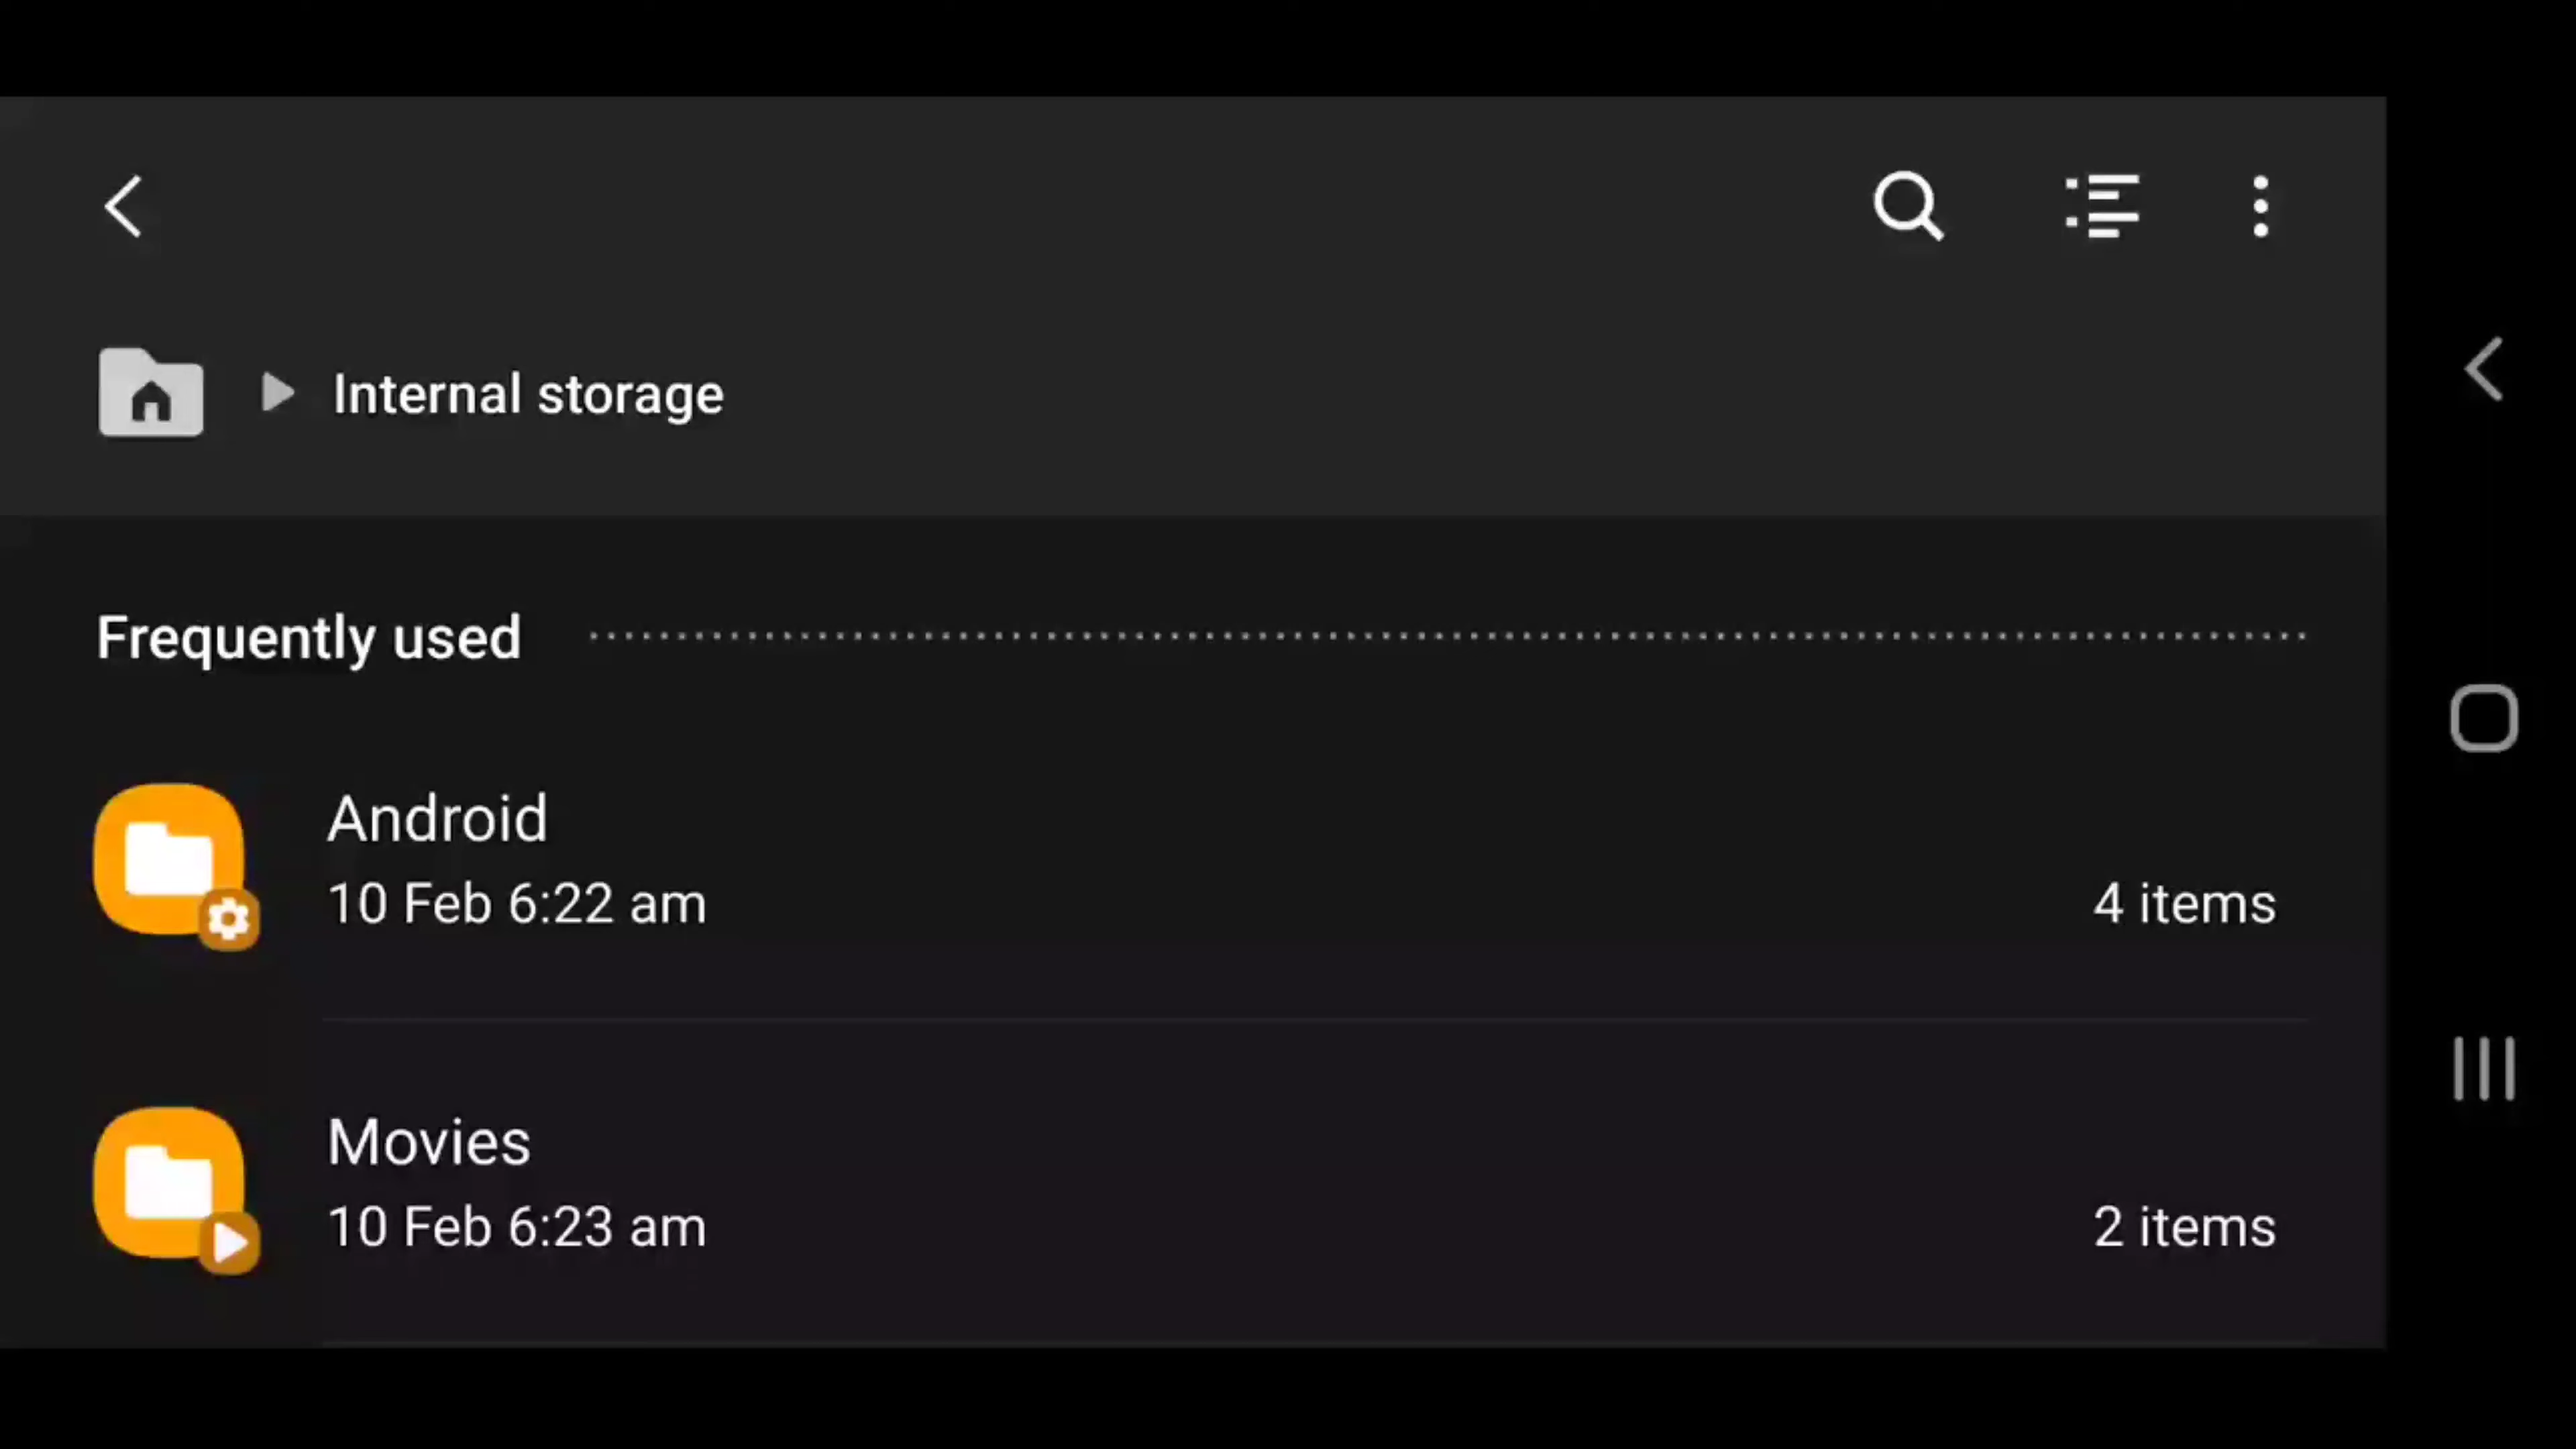 Internal storage
Frequently used
Android
10 Feb 6:22 am
4 items
Movies
10 Feb 6:23 am
2 items